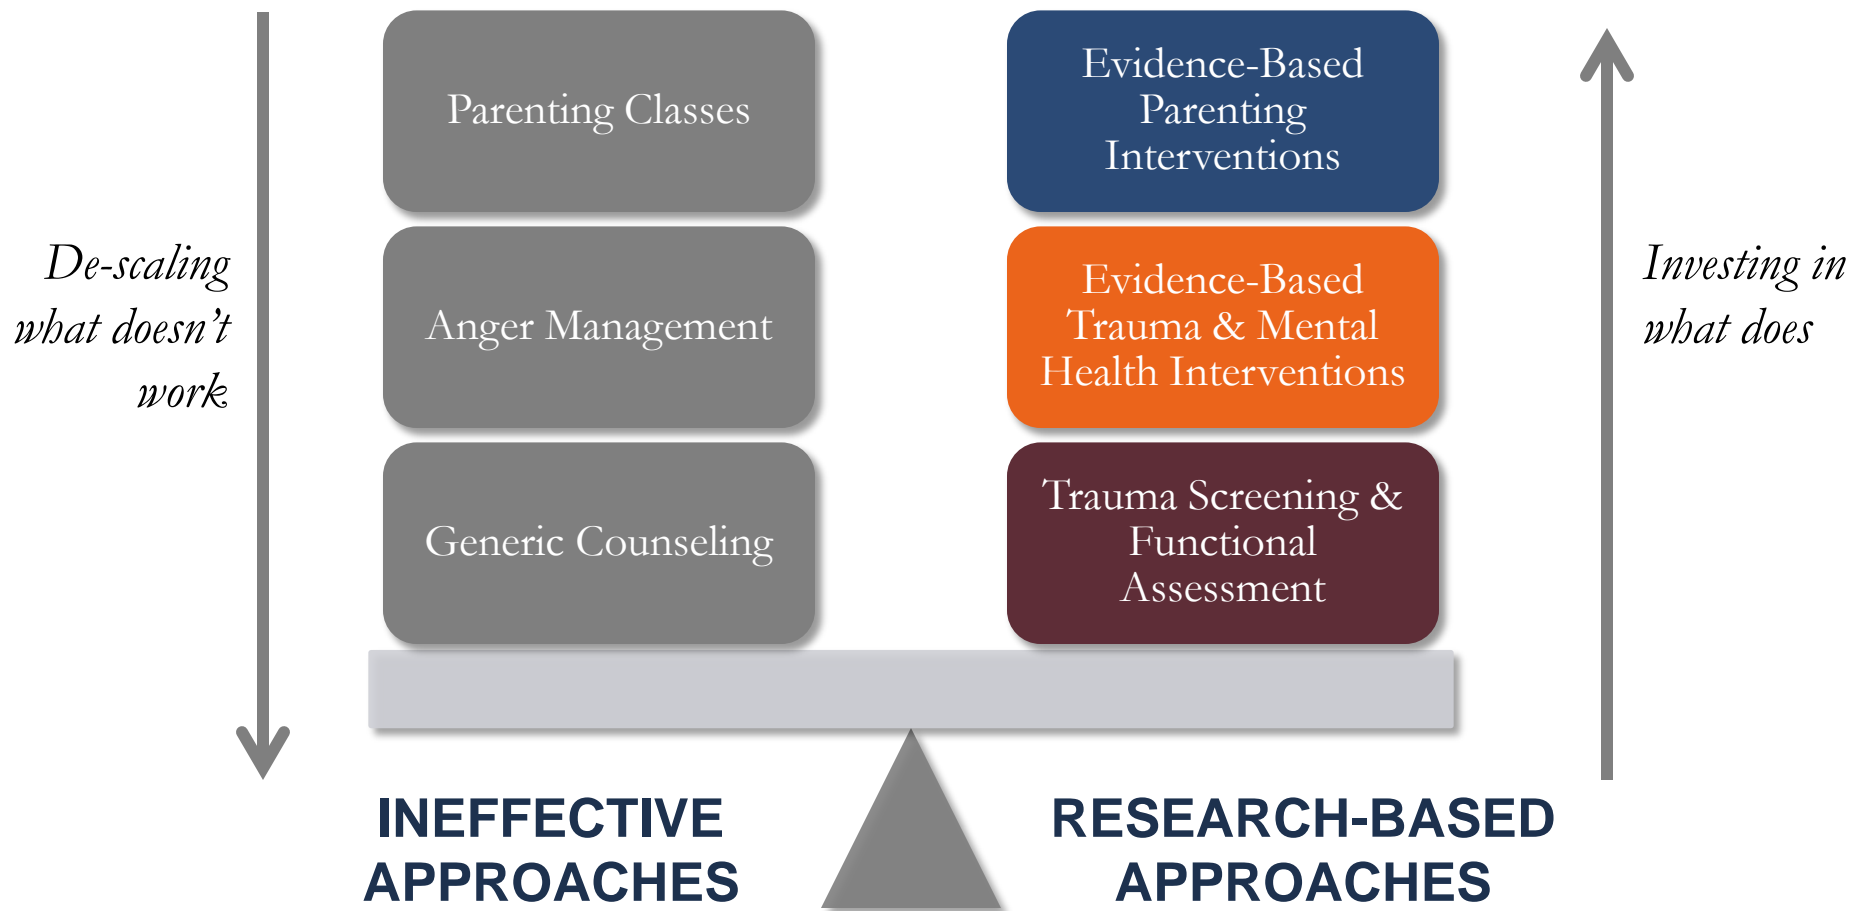 De-scaling
what doesn't
work
Parenting Classes
Anger Management
Generic Counseling
INEFFECTIVE
APPROACHES
Evidence-Based
Parenting
Interventions
Evidence-Based
Trauma & Mental
Health Interventions
Trauma Screening &
Functional
Assessment
RESEARCH-BASED
APPROACHES
Investing in
what does